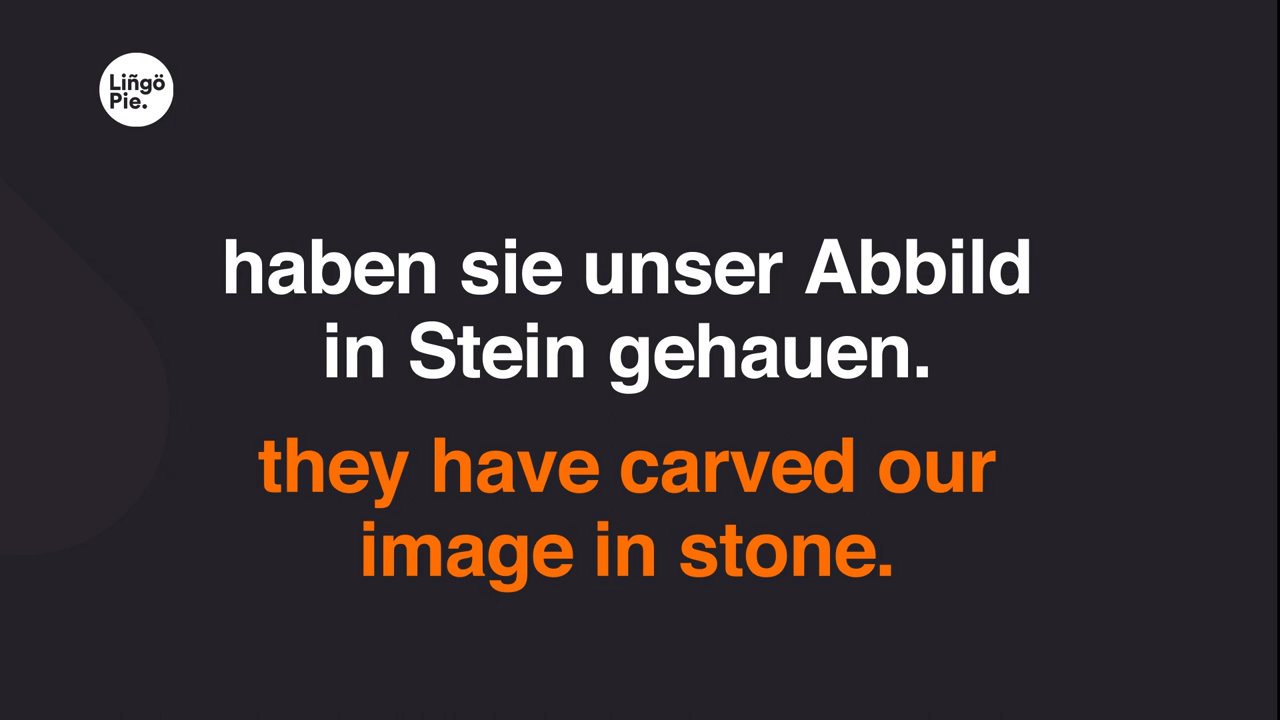 Liñgö
Pie.
haben sie unser Abbild
in Stein gehauen.
they have carved our
image in stone.